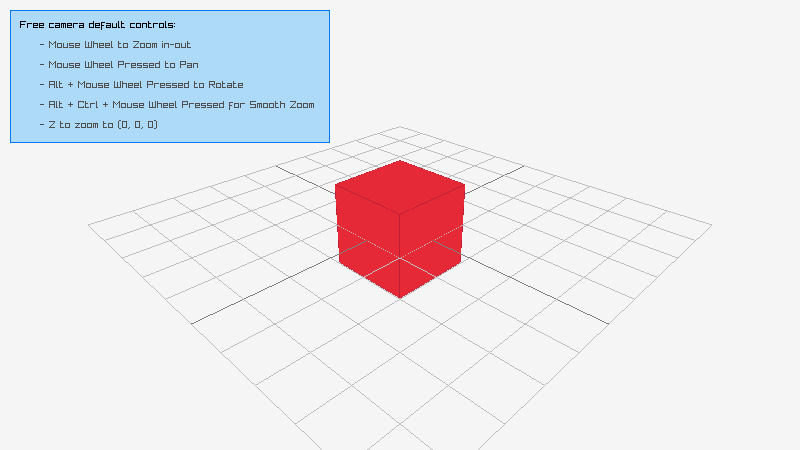 Free camera default controls:
- Mouse Wheel to Zoom in-out
- Mouse Wheel Pressed to Pan
- Alt + Mouse Wheel Pressed to Rotate
- Alt + Ctrl + Mouse Wheel Pressed for Smooth Zoom
- Z to zoom to (0, 0, 0)